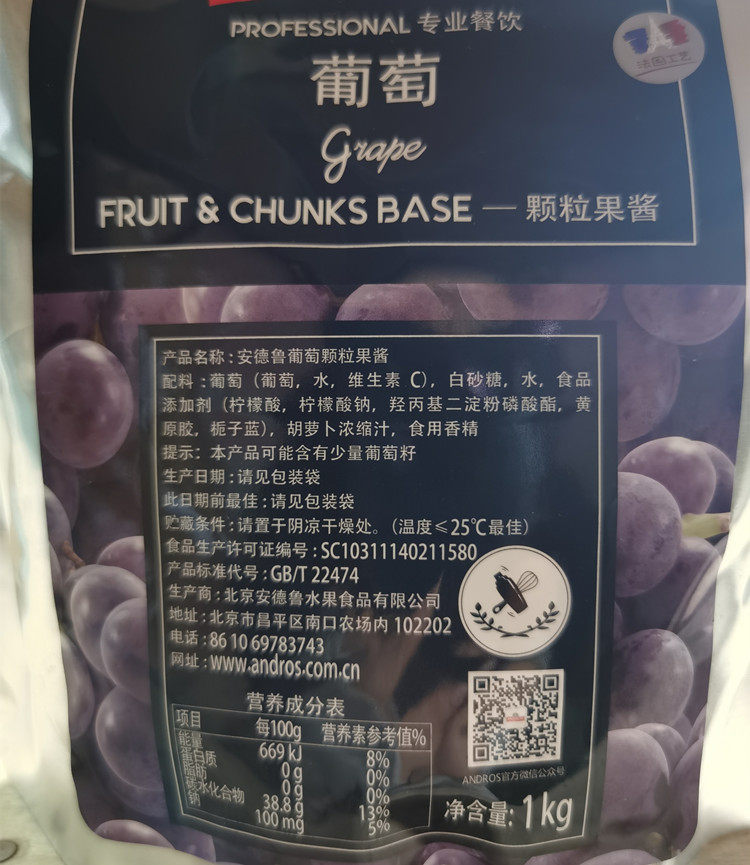 PROFESSIONAL 专业餐饮
法国工艺
葡萄
Grape
FRUIT & CHUNKS BASE — 颗粒果酱
产品名称：安德鲁葡萄颗粒果酱
配料：葡萄（葡萄，水，维生素 C），白砂糖，水，食品
添加剂（柠檬酸，柠檬酸钠，羟丙基二淀粉磷酸酯，黄
原胶，栀子蓝），胡萝卜浓缩汁，食用香精
提示：本产品可能含有少量葡萄籽
生产日期：请见包装袋
此日期前最佳：请见包装袋
贮藏条件：请置于阴凉干燥处。（温度≤25℃最佳）
食品生产许可证编号：SC10311140211580
产品标准代号：GB/T 22474
生产商：北京安德鲁水果食品有限公司
地址：北京市昌平区南口农场内 102202
电话：86 10 69783743
网址：www.andros.com.cn
营养成分表
项目 每100g 营养素参考值%
能量 669 kJ 8%
蛋白质 0 g 0%
脂肪 0 g 0%
碳水化合物 38.8 g 13%
钠 100 mg 5%
ANDROS官方微信公众号
净含量：1kg